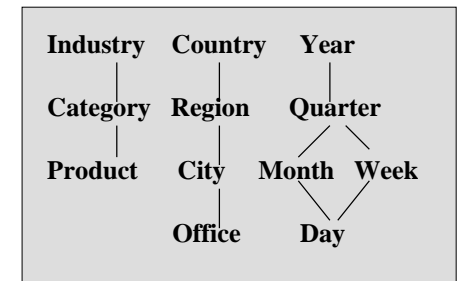 Industry Country Year
Category Region Quarter
Product City Month Week
Office Day